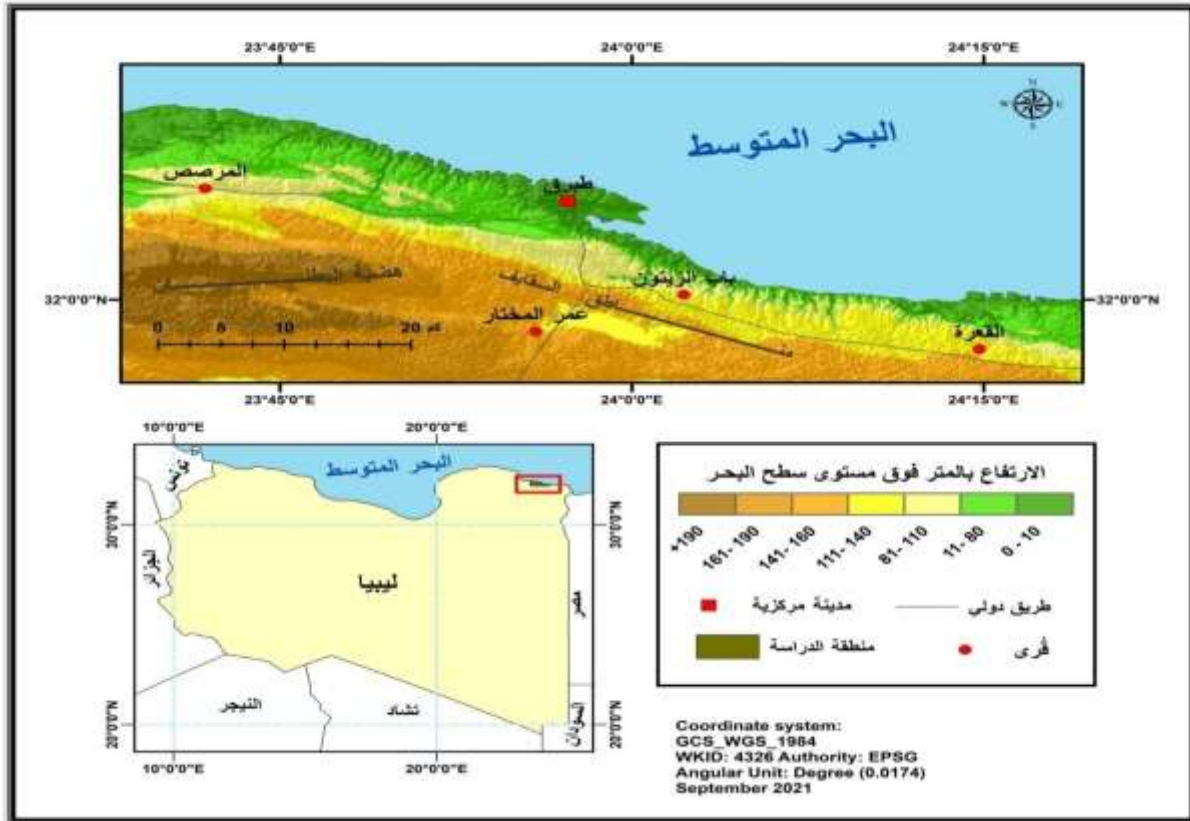 23°45'0"E 24°0'0"E 24°15'0"E
N
W E
S
البحر المتوسط
المرصص
طبرق
هضبة البطنان
السقايف
باب الزيتون
32°0'0"N 32°0'0"N
عمر المختار
القعرة
0 5 10 20 كم
23°45'0"E 24°0'0"E 24°15'0"E
10°0'0"E 20°0'0"E
البحر المتوسط
تونس
30°0'0"N 30°0'0"N
الجزائر
ليبيا
مصر
النيجر
تشاد
السودان
20°0'0"N 20°0'0"N
10°0'0"E 20°0'0"E
الارتفاع بالمتر فوق مستوى سطح البحر
+190 161- 190 141- 160 111- 140 81- 110 11- 80 0 - 10
مدينة مركزية طريق دولي
منطقة الدراسة قُرى
Coordinate system:
GCS_WGS_1984
WKID: 4326 Authority: EPSG
Angular Unit: Degree (0.0174)
September 2021